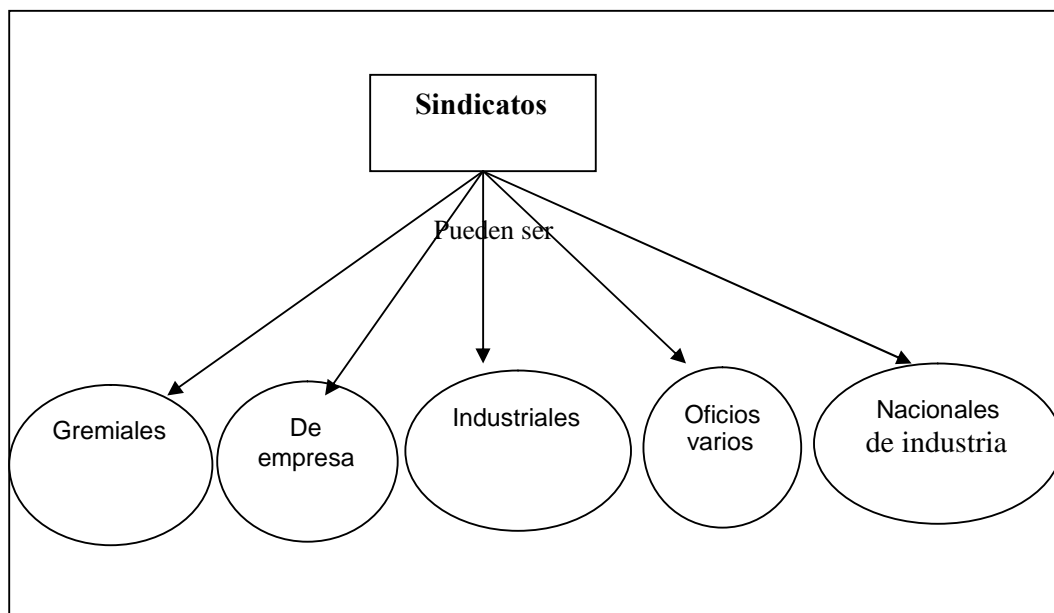 Sindicatos
Pueden ser
Gremiales
De
empresa
Industriales
Oficios
varios
Nacionales
de industria